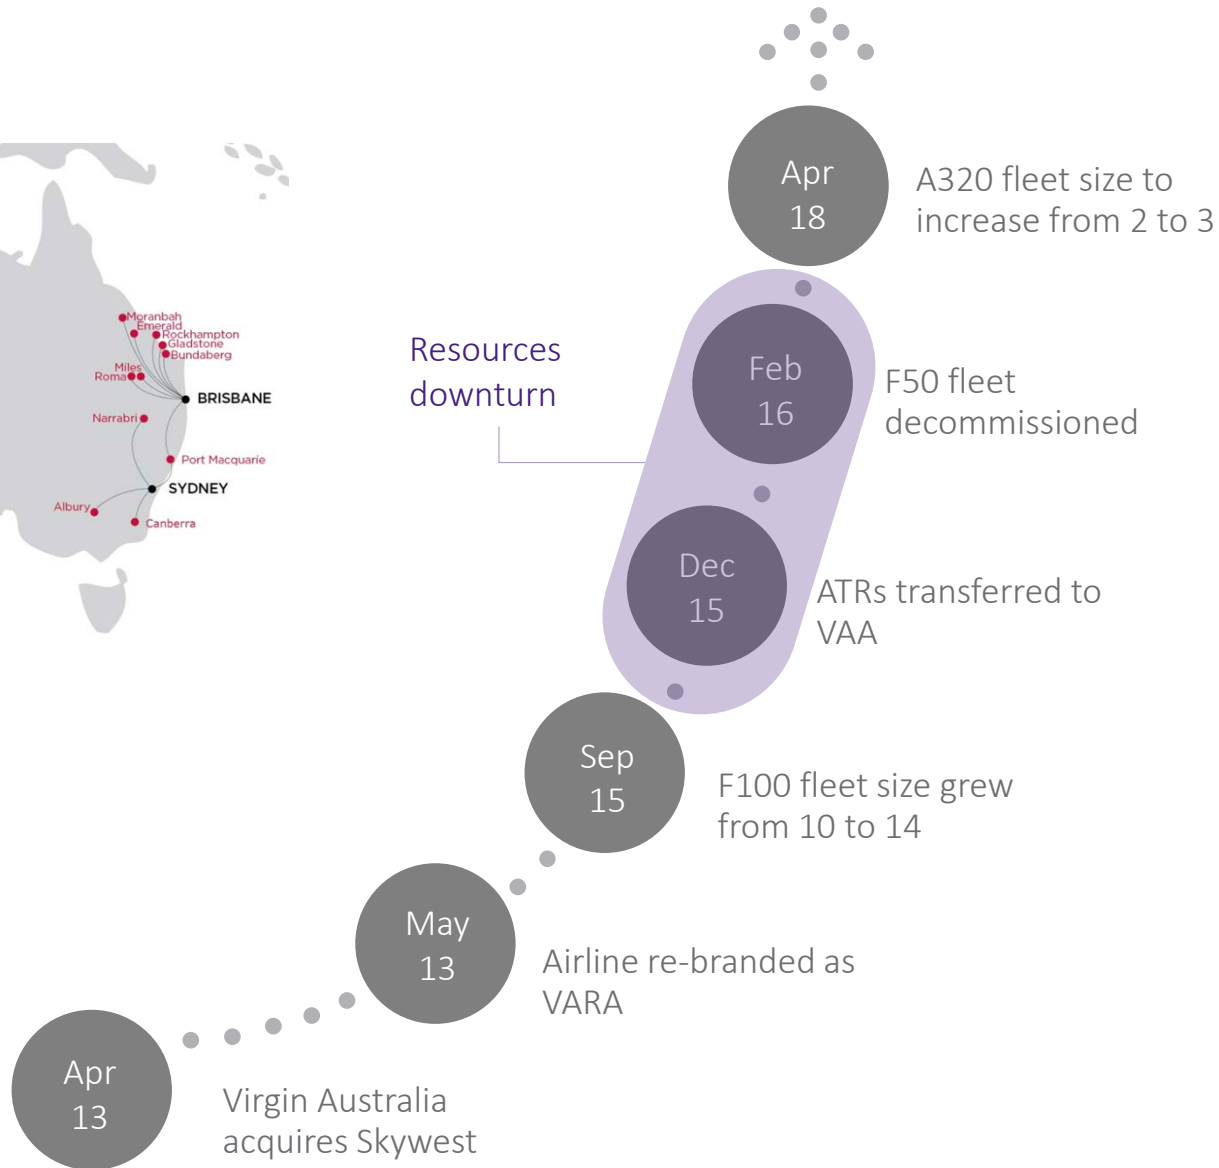 Apr
18
A320 fleet size to
increase from 2 to 3
Moranbah
Emerald
Rockhampton
Gladstone
Bundaberg
Miles
Roma
BRISBANE
Narrabri
Port Macquarie
SYDNEY
Albury
Canberra
Resources
downturn
Feb
16
F50 fleet
decommissioned
Dec
15
ATRs transferred to
VAA
Sep
15
F100 fleet size grew
from 10 to 14
May
13
Airline re-branded as
VARA
Apr
13
Virgin Australia
acquires Skywest